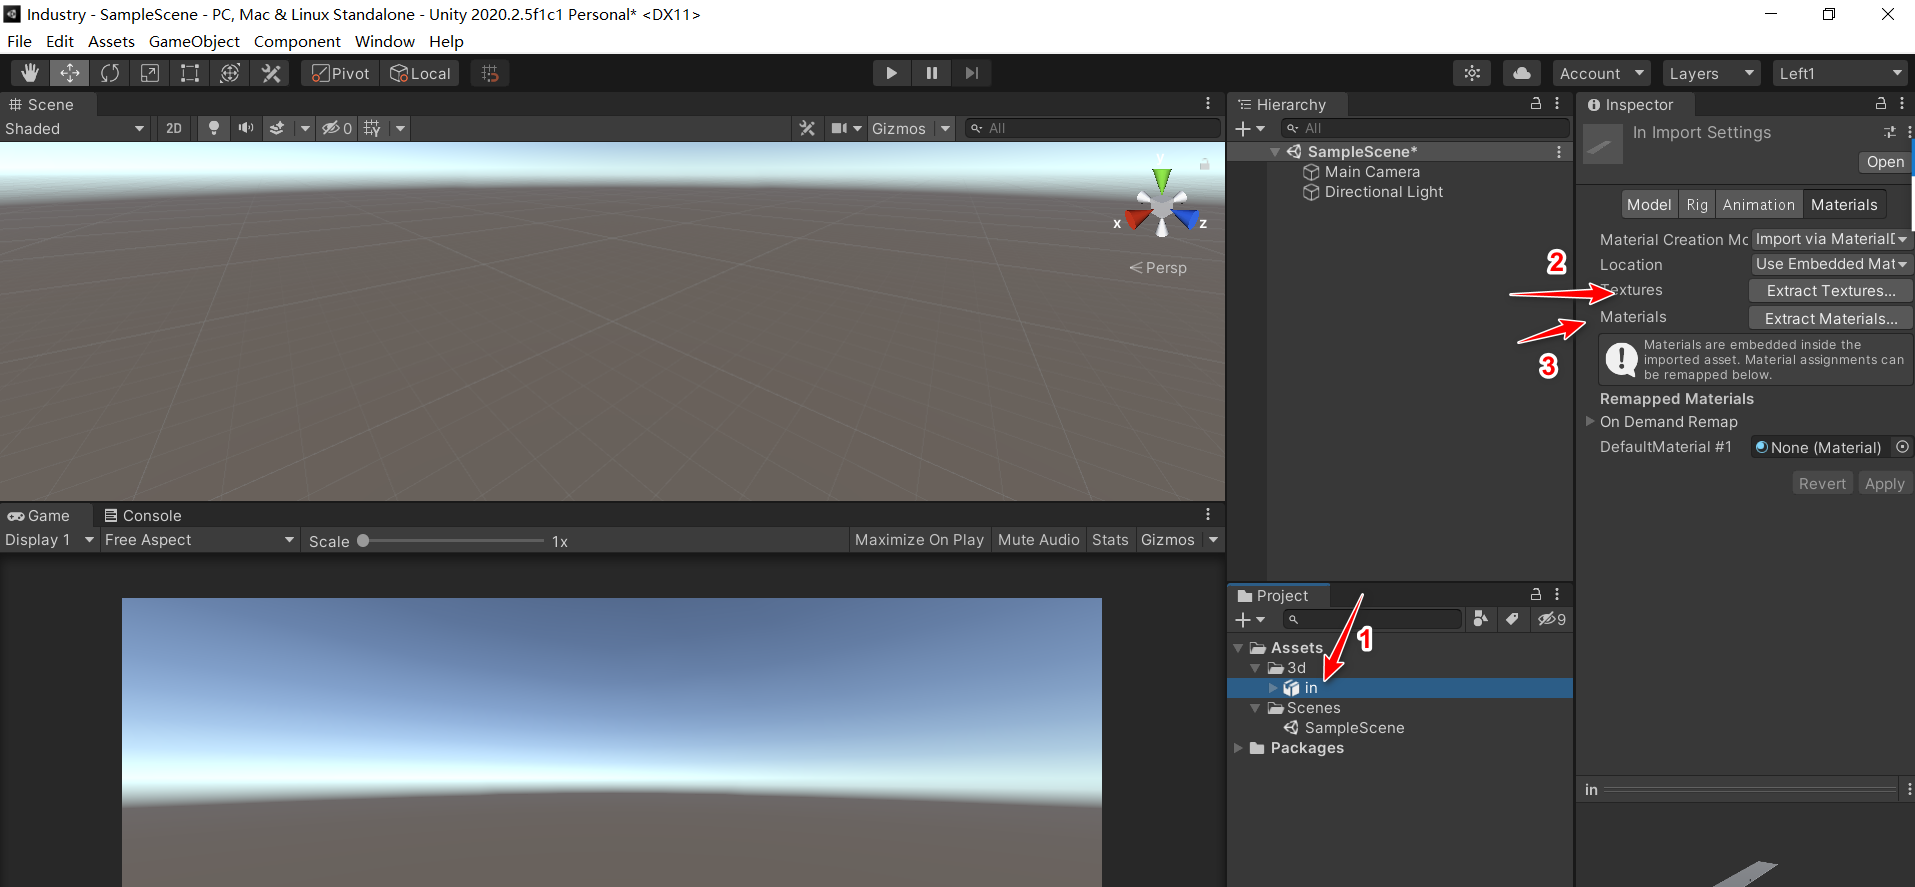 Industry - SampleScene - PC, Mac & Linux Standalone - Unity 2020.2.5f1c1 Personal* <DX11>
File Edit Assets GameObject Component Window Help
Pivot Local Account Layers Left1
Scene
Shaded 2D 0 Gizmos All
y
x z
Persp
Game Console
Display 1 Free Aspect Scale 1x Maximize On Play Mute Audio Stats Gizmos
Hierarchy
All
SampleScene*
Main Camera
Directional Light
Project
9
1
Assets
3d
in
Scenes
SampleScene
Packages
Inspector
In Import Settings
Open
Model Rig Animation Materials
Material Creation Mo Import via MaterialD
2
Location Use Embedded Mat
Textures Extract Textures...
Materials Extract Materials...
3
Materials are embedded inside the
imported asset. Material assignments can
be remapped below.
Remapped Materials
On Demand Remap
DefaultMaterial #1 None (Material)
Revert Apply
in